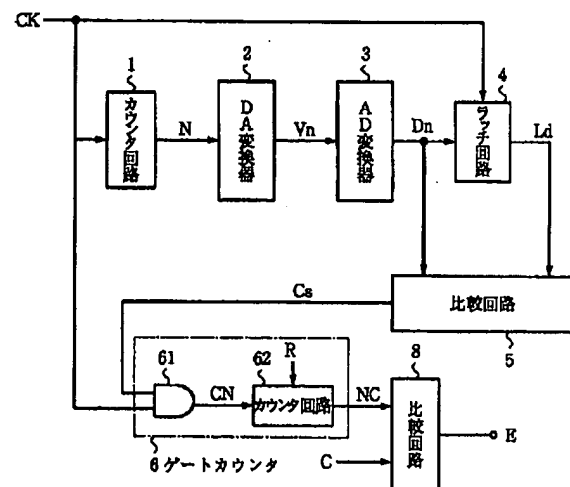 CK
1
2
3
4
カウンタ回路
N
DA変換器
Vn
AD変換器
Dn
ラッチ回路
Ld
Cs
比較回路
5
61
62
R
8
CN
カウンタ回路
NC
比較回路
E
C
6ゲートカウンタ